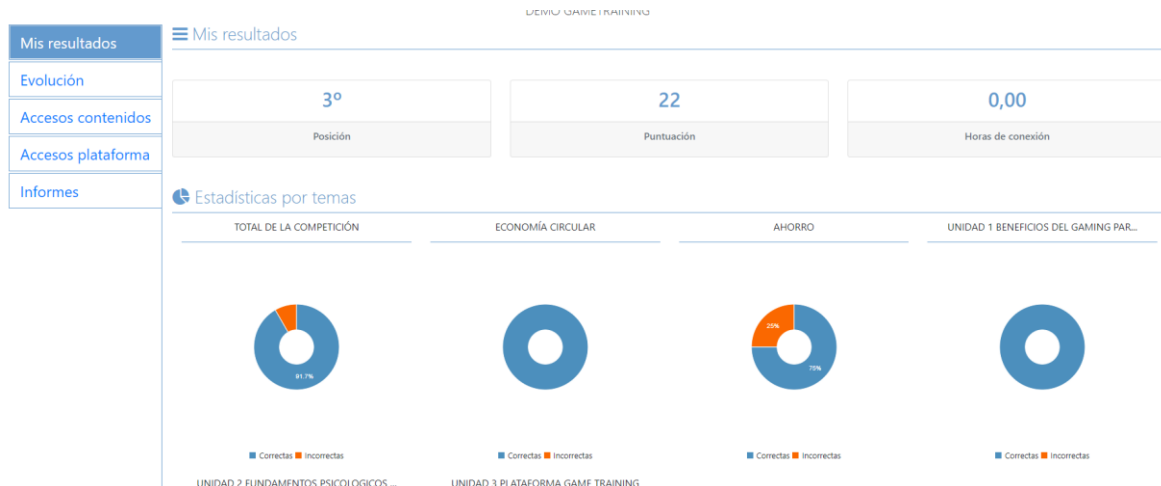 DEMO GAMETRAINING
Mis resultados
Evolución
Accesos contenidos
Accesos plataforma
Informes
Mis resultados
3º
Posición
22
Puntuación
0,00
Horas de conexión
Estadísticas por temas
TOTAL DE LA COMPETICIÓN
91.7%
Correctas Incorrectas
ECONOMÍA CIRCULAR
Correctas Incorrectas
AHORRO
25%
75%
Correctas Incorrectas
UNIDAD 1 BENEFICIOS DEL GAMING PAR...
Correctas Incorrectas
UNIDAD 2 FUNDAMENTOS PSICOLOGICOS ...
UNIDAD 3 PLATAFORMA GAME TRAINING